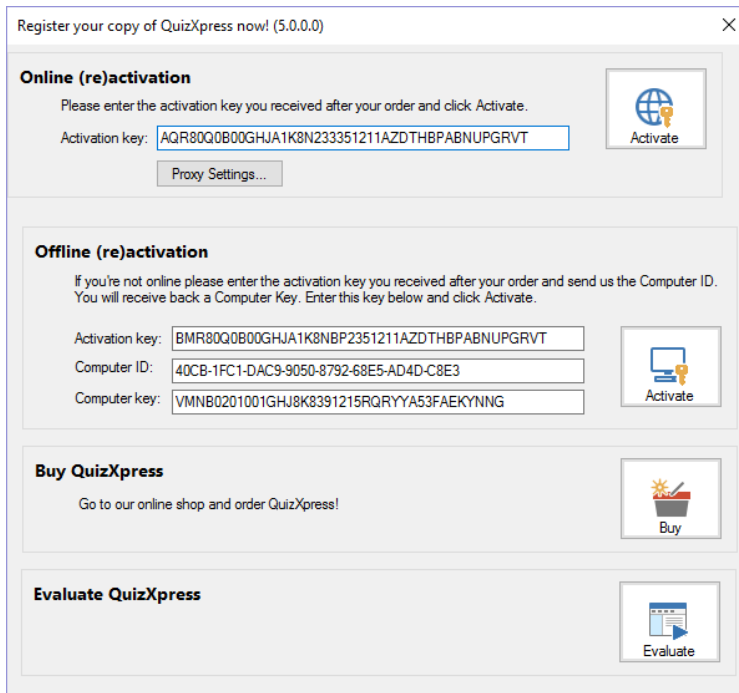 Register your copy of QuizXpress now! (5.0.0.0)
Online (re)activation
Please enter the activation key you received after your order and click Activate.
Activation key: AQR80Q0B00GHJA1K8N233351211AZDTHBPABNUPGRVT
Activate
Proxy Settings...
Offline (re)activation
If you're not online please enter the activation key you received after your order and send us the Computer ID.
You will receive back a Computer Key. Enter this key below and click Activate.
Activation key: BMR80Q0B00GHJA1K8NBP2351211AZDTHBPABNUPGRVT
Computer ID: 40CB-1FC1-DAC9-9050-8792-68E5-AD4D-C8E3
Computer key: VMNB0201001GHJ8K8391215RQRYYA53FAEKYNNG
Activate
Buy QuizXpress
Go to our online shop and order QuizXpress!
Buy
Evaluate QuizXpress
Evaluate